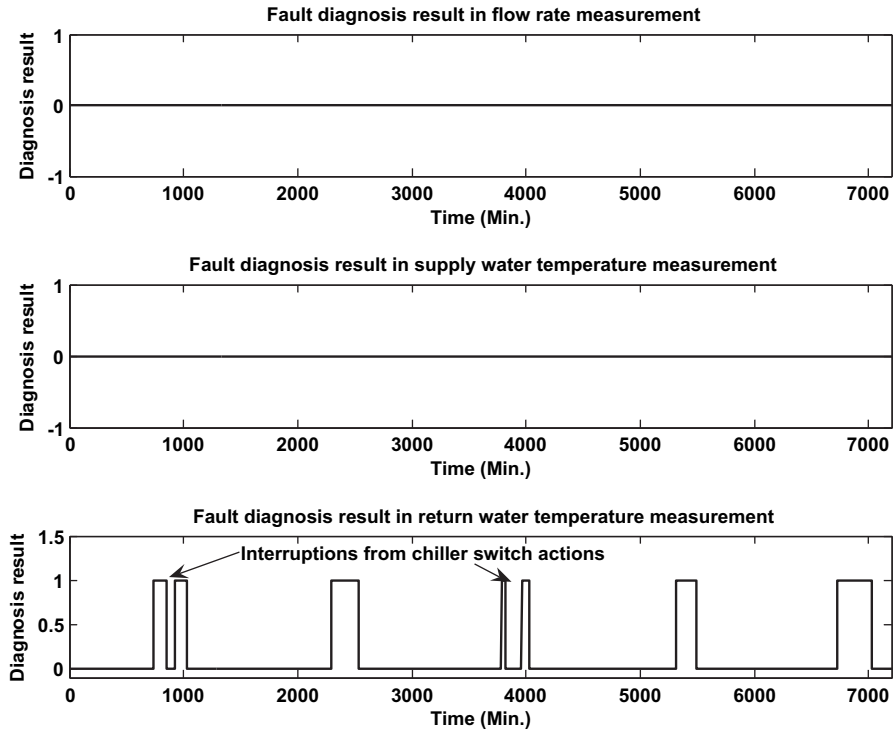 Fault diagnosis result in flow rate measurement
1
0
-1
Diagnosis result
0 1000 2000 3000 4000 5000 6000 7000
Time (Min.)
Fault diagnosis result in supply water temperature measurement
1
0
-1
Diagnosis result
0 1000 2000 3000 4000 5000 6000 7000
Time (Min.)
Fault diagnosis result in return water temperature measurement
1.5
1
0.5
0
Diagnosis result
Interruptions from chiller switch actions
0 1000 2000 3000 4000 5000 6000 7000
Time (Min.)